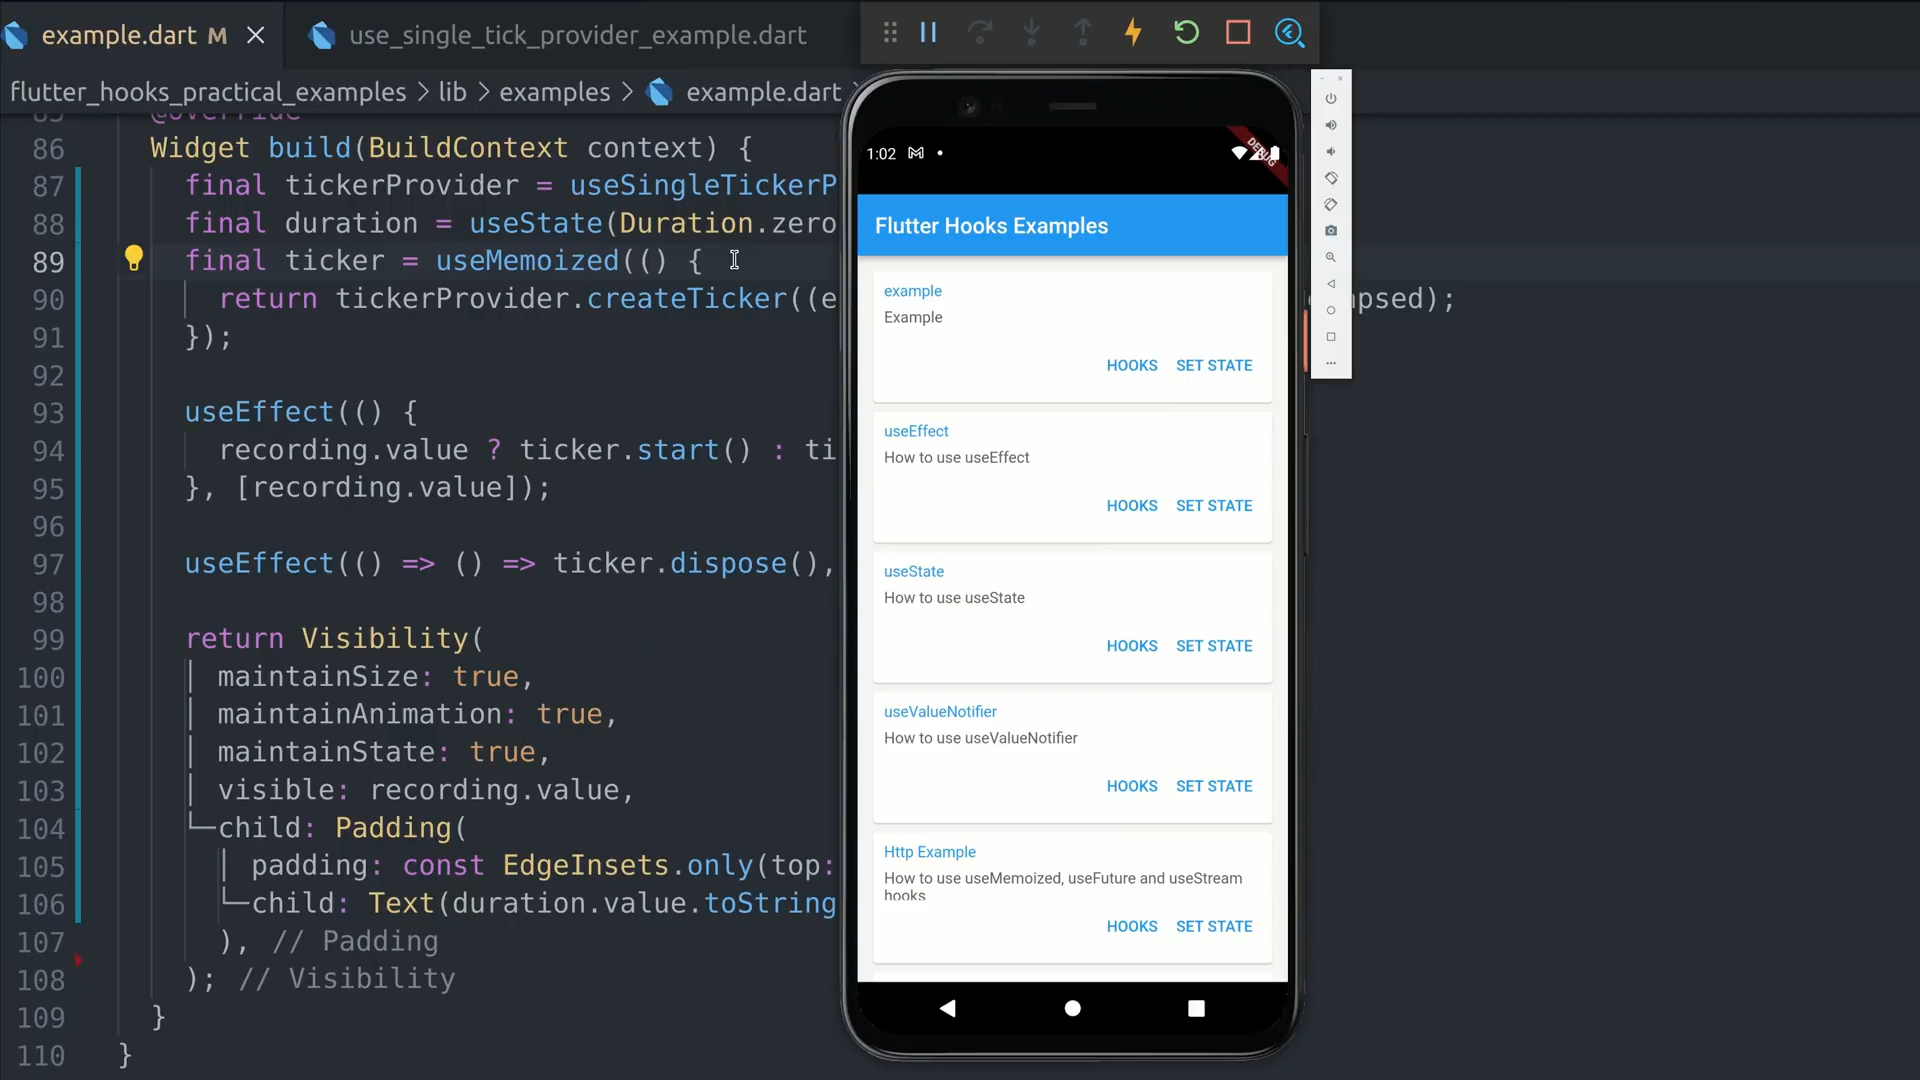 example.dart M
use_single_tick_provider_example.dart
flutter_hooks_practical_examples > lib > examples > example.dart
86 Widget build(BuildContext context) {
87 final tickerProvider = useSingleTickerP
88 final duration = useState(Duration.zero
89 final ticker = useMemoized(() {
90 return tickerProvider.createTicker((e psed);
91 });
92
93 useEffect(() {
94 recording.value ? ticker.start() : ti
95 }, [recording.value]);
96
97 useEffect(() => () => ticker.dispose(),
98
99 return Visibility(
100 maintainSize: true,
101 maintainAnimation: true,
102 maintainState: true,
103 visible: recording.value,
104 child: Padding(
105 padding: const EdgeInsets.only(top:
106 child: Text(duration.value.toString
107 ), // Padding
108 ); // Visibility
109 }
110 }
1:02
DEBUG
Flutter Hooks Examples
example
Example
HOOKS SET STATE
useEffect
How to use useEffect
HOOKS SET STATE
useState
How to use useState
HOOKS SET STATE
useValueNotifier
How to use useValueNotifier
HOOKS SET STATE
Http Example
How to use useMemoized, useFuture and useStream
hooks
HOOKS SET STATE